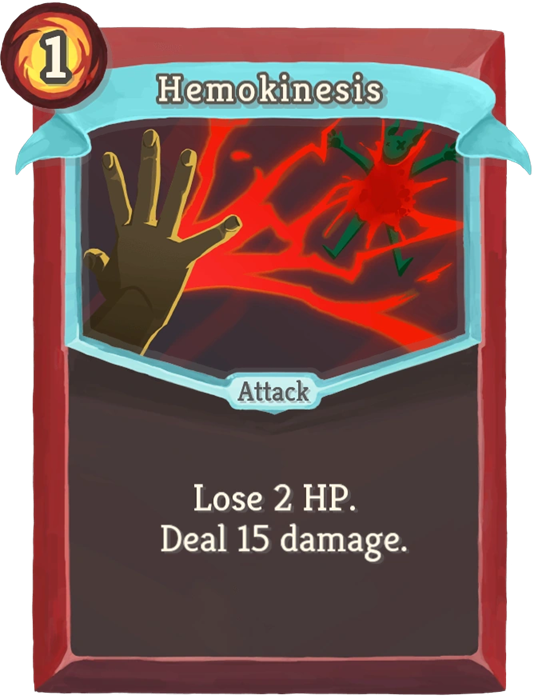 1
Hemokinesis
Attack
Lose 2 HP.
Deal 15 damage.